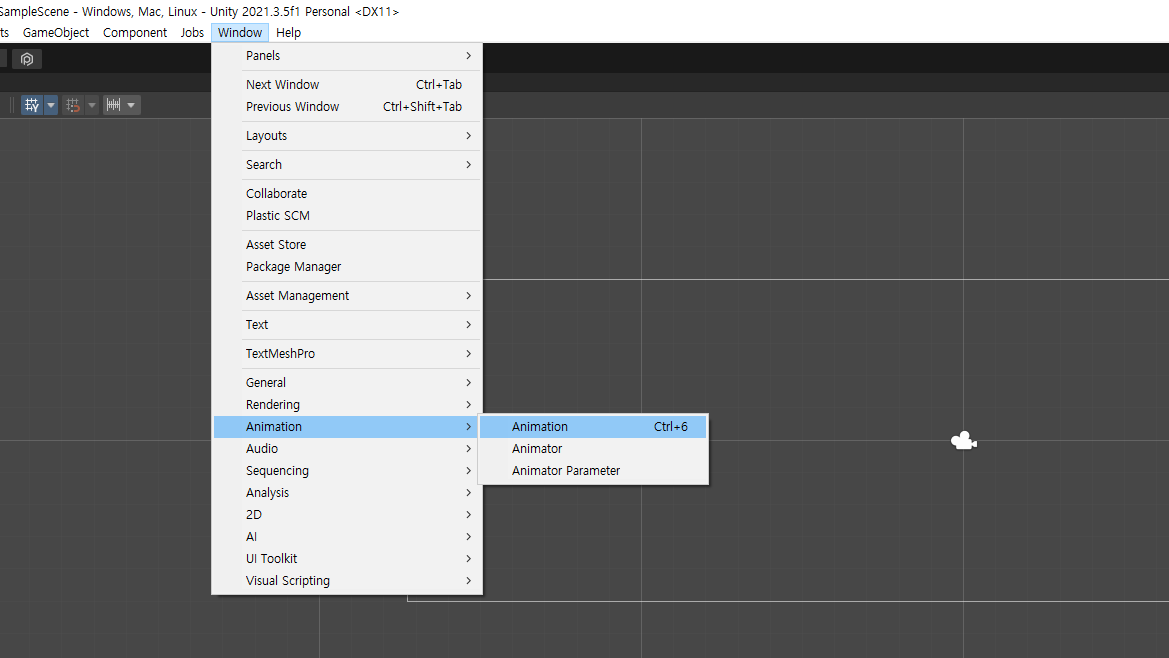 SampleScene - Windows, Mac, Linux - Unity 2021.3.5f1 Personal <DX11>
ts GameObject Component Jobs Window Help
Panels
Next Window Ctrl+Tab
Previous Window Ctrl+Shift+Tab
Layouts
Search
Collaborate
Plastic SCM
Asset Store
Package Manager
Asset Management
Text
TextMeshPro
General
Rendering
Animation
Animation Ctrl+6
Audio
Animator
Sequencing
Animator Parameter
Analysis
2D
AI
UI Toolkit
Visual Scripting